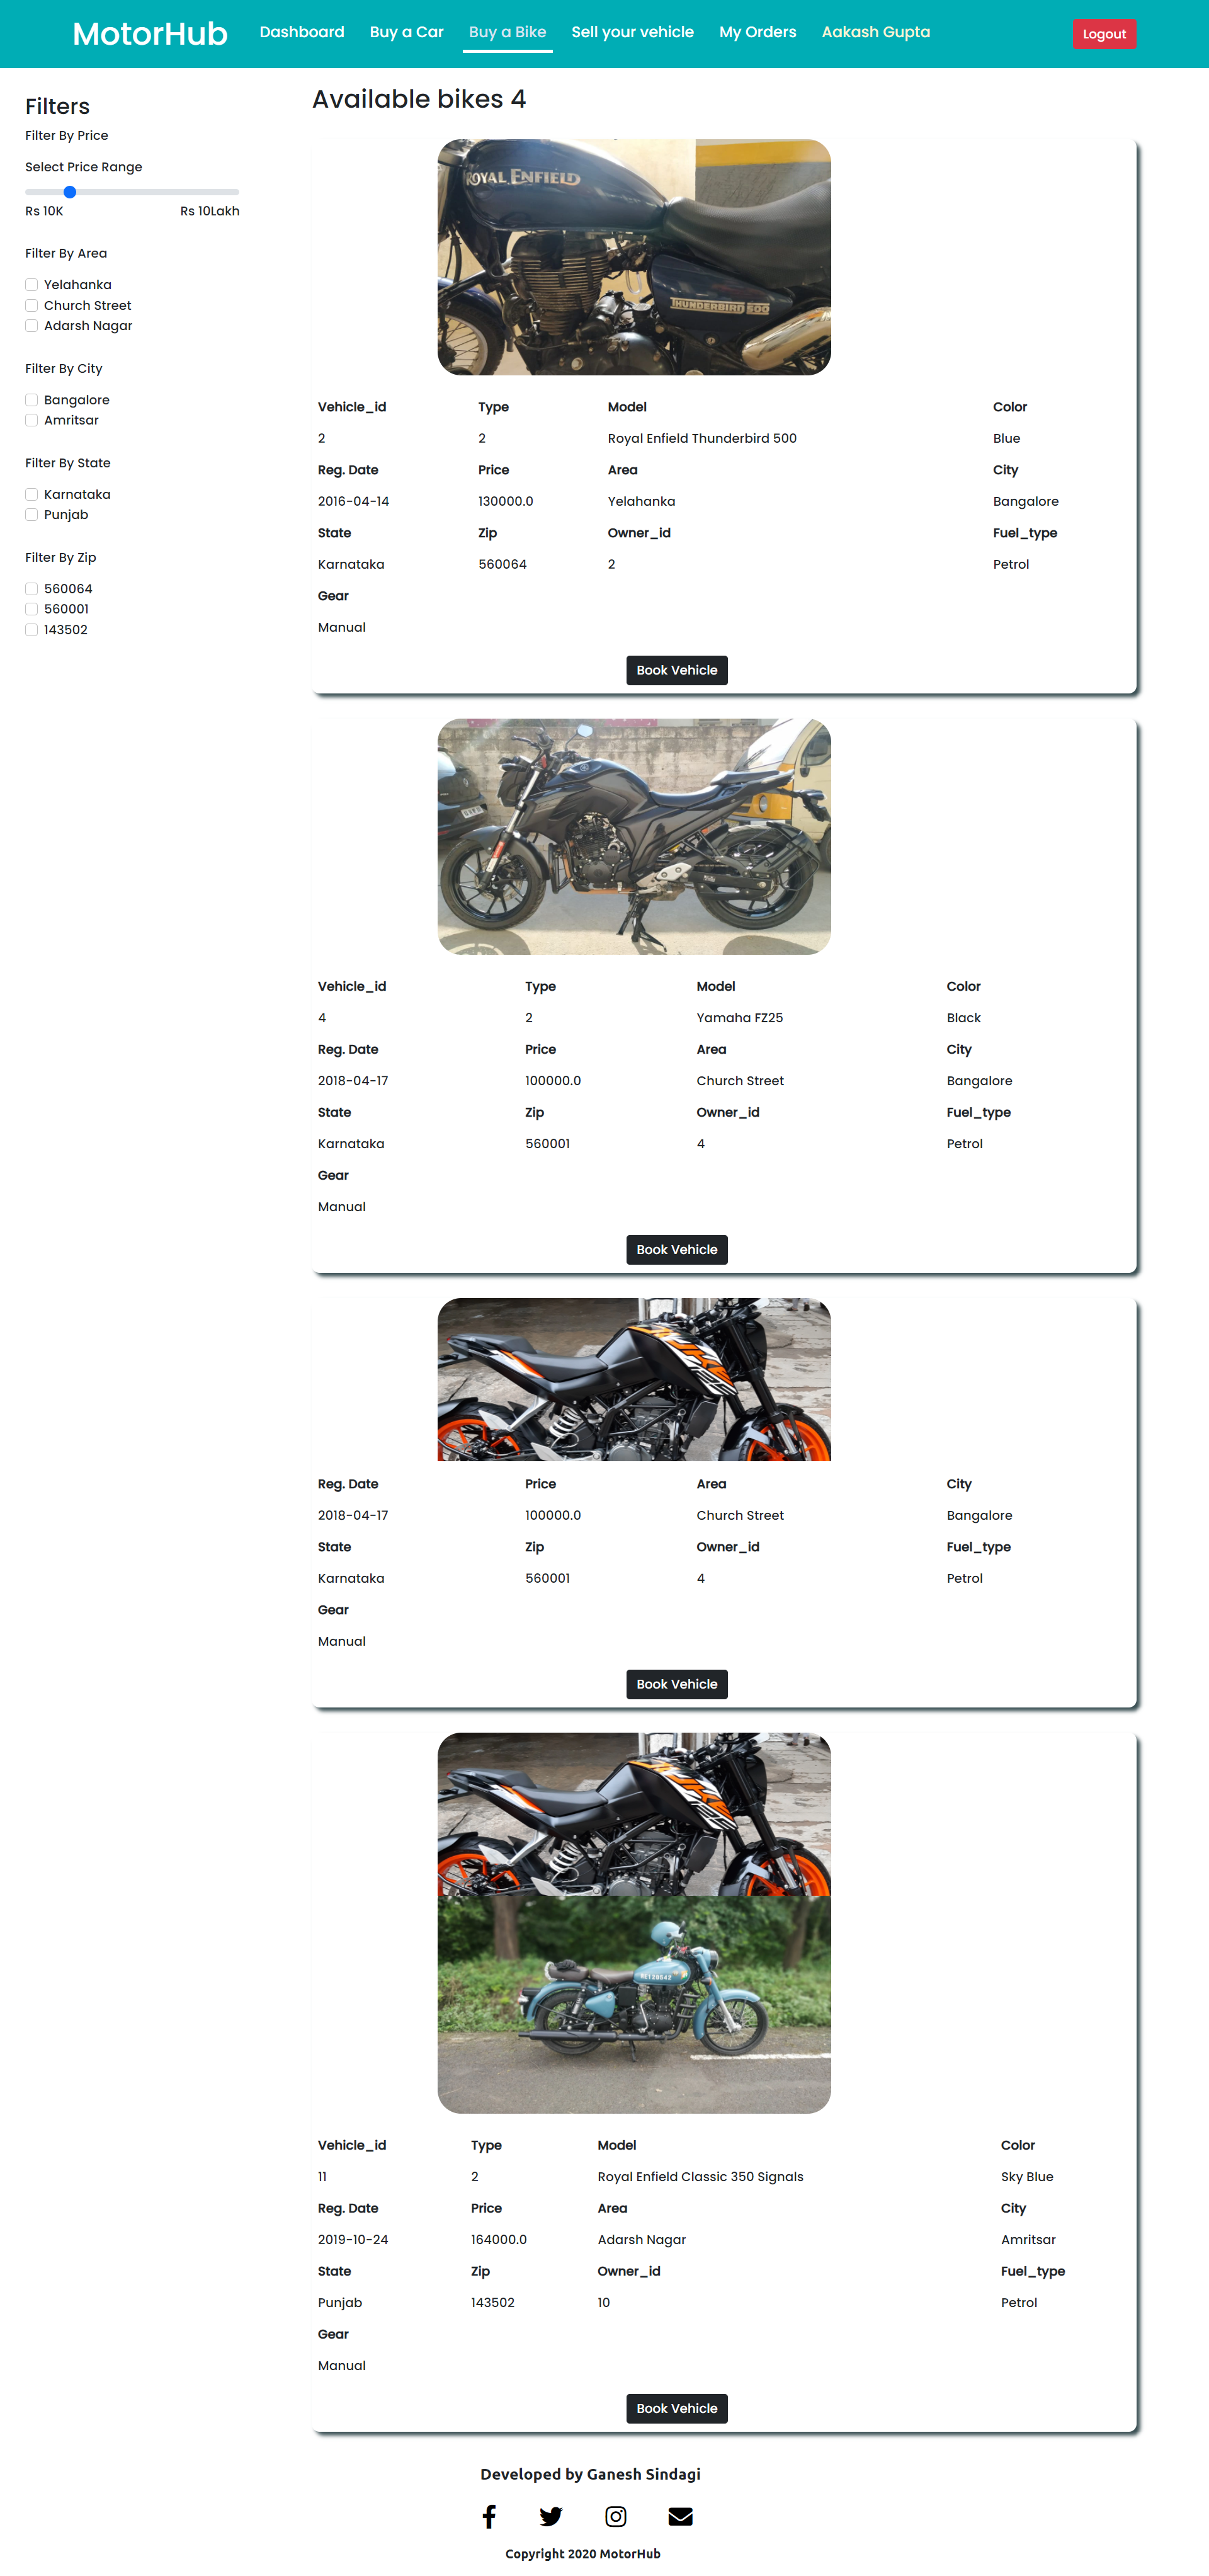 MotorHub Dashboard Buy a Car Buy a Bike Sell your vehicle My Orders Aakash Gupta Logout
Filters
Filter By Price
Select Price Range
Rs 10K Rs 10Lakh
Filter By Area
Yelahanka
Church Street
Adarsh Nagar
Filter By City
Bangalore
Amritsar
Filter By State
Karnataka
Punjab
Filter By Zip
560064
560001
143502
Available bikes 4
ROYAL ENFIELD
THUNDERBIRD 500
Vehicle_id Type Model Color
2 2 Royal Enfield Thunderbird 500 Blue
Reg. Date Price Area City
2016-04-14 130000.0 Yelahanka Bangalore
State Zip Owner_id Fuel_type
Karnataka 560064 2 Petrol
Gear
Manual
Book Vehicle
Vehicle_id Type Model Color
4 2 Yamaha FZ25 Black
Reg. Date Price Area City
2018-04-17 100000.0 Church Street Bangalore
State Zip Owner_id Fuel_type
Karnataka 560001 4 Petrol
Gear
Manual
Book Vehicle
Reg. Date Price Area City
2018-04-17 100000.0 Church Street Bangalore
State Zip Owner_id Fuel_type
Karnataka 560001 4 Petrol
Gear
Manual
Book Vehicle
Vehicle_id Type Model Color
11 2 Royal Enfield Classic 350 Signals Sky Blue
Reg. Date Price Area City
2019-10-24 164000.0 Adarsh Nagar Amritsar
State Zip Owner_id Fuel_type
Punjab 143502 10 Petrol
Gear
Manual
Book Vehicle
Developed by Ganesh Sindagi
Copyright 2020 MotorHub